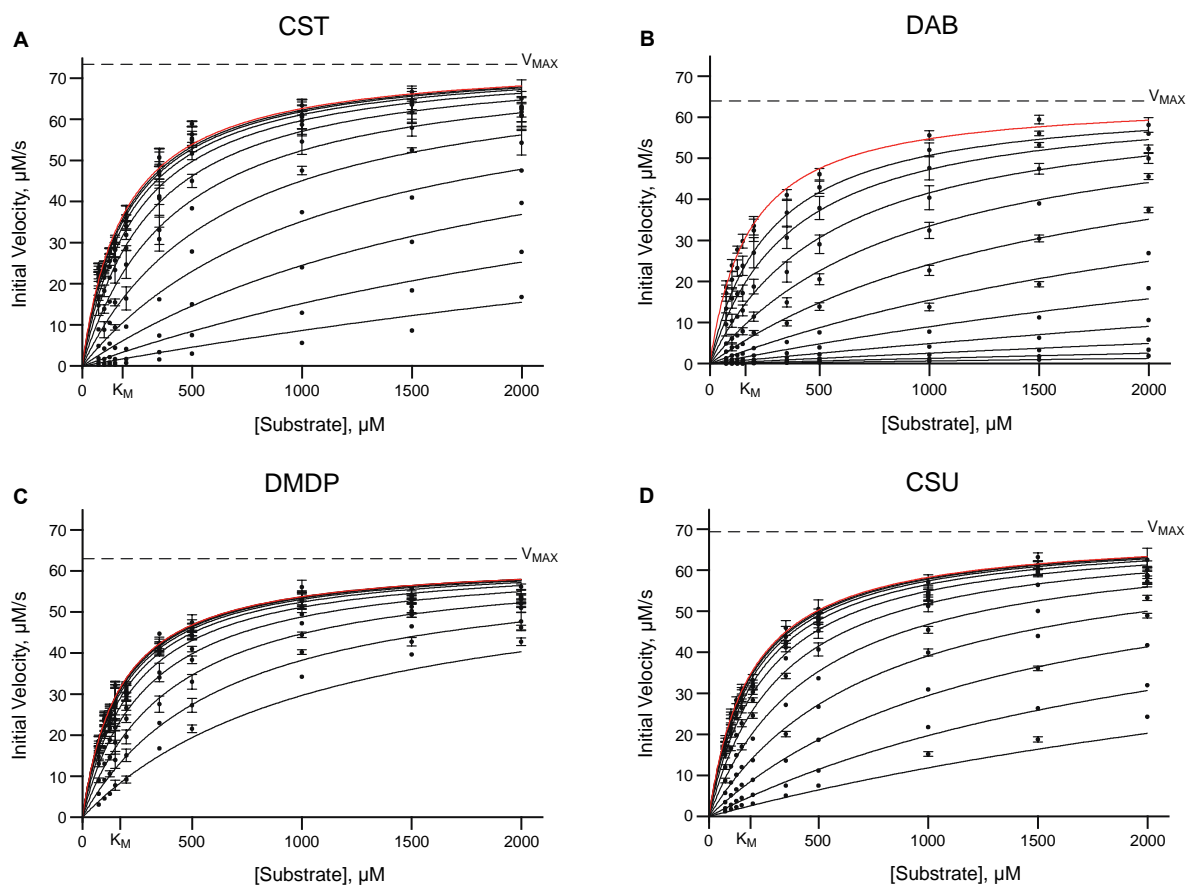 A
CST
V_MAX
70
60
50
40
30
20
10
0
Initial Velocity, µM/s
0
K_M
500
1000
1500
2000
[Substrate], µM
B
DAB
V_MAX
70
60
50
40
30
20
10
0
Initial Velocity, µM/s
0
K_M
500
1000
1500
2000
[Substrate], µM
C
DMDP
V_MAX
70
60
50
40
30
20
10
0
Initial Velocity, µM/s
0
K_M
500
1000
1500
2000
[Substrate], µM
D
CSU
V_MAX
70
60
50
40
30
20
10
0
Initial Velocity, µM/s
0
K_M
500
1000
1500
2000
[Substrate], µM